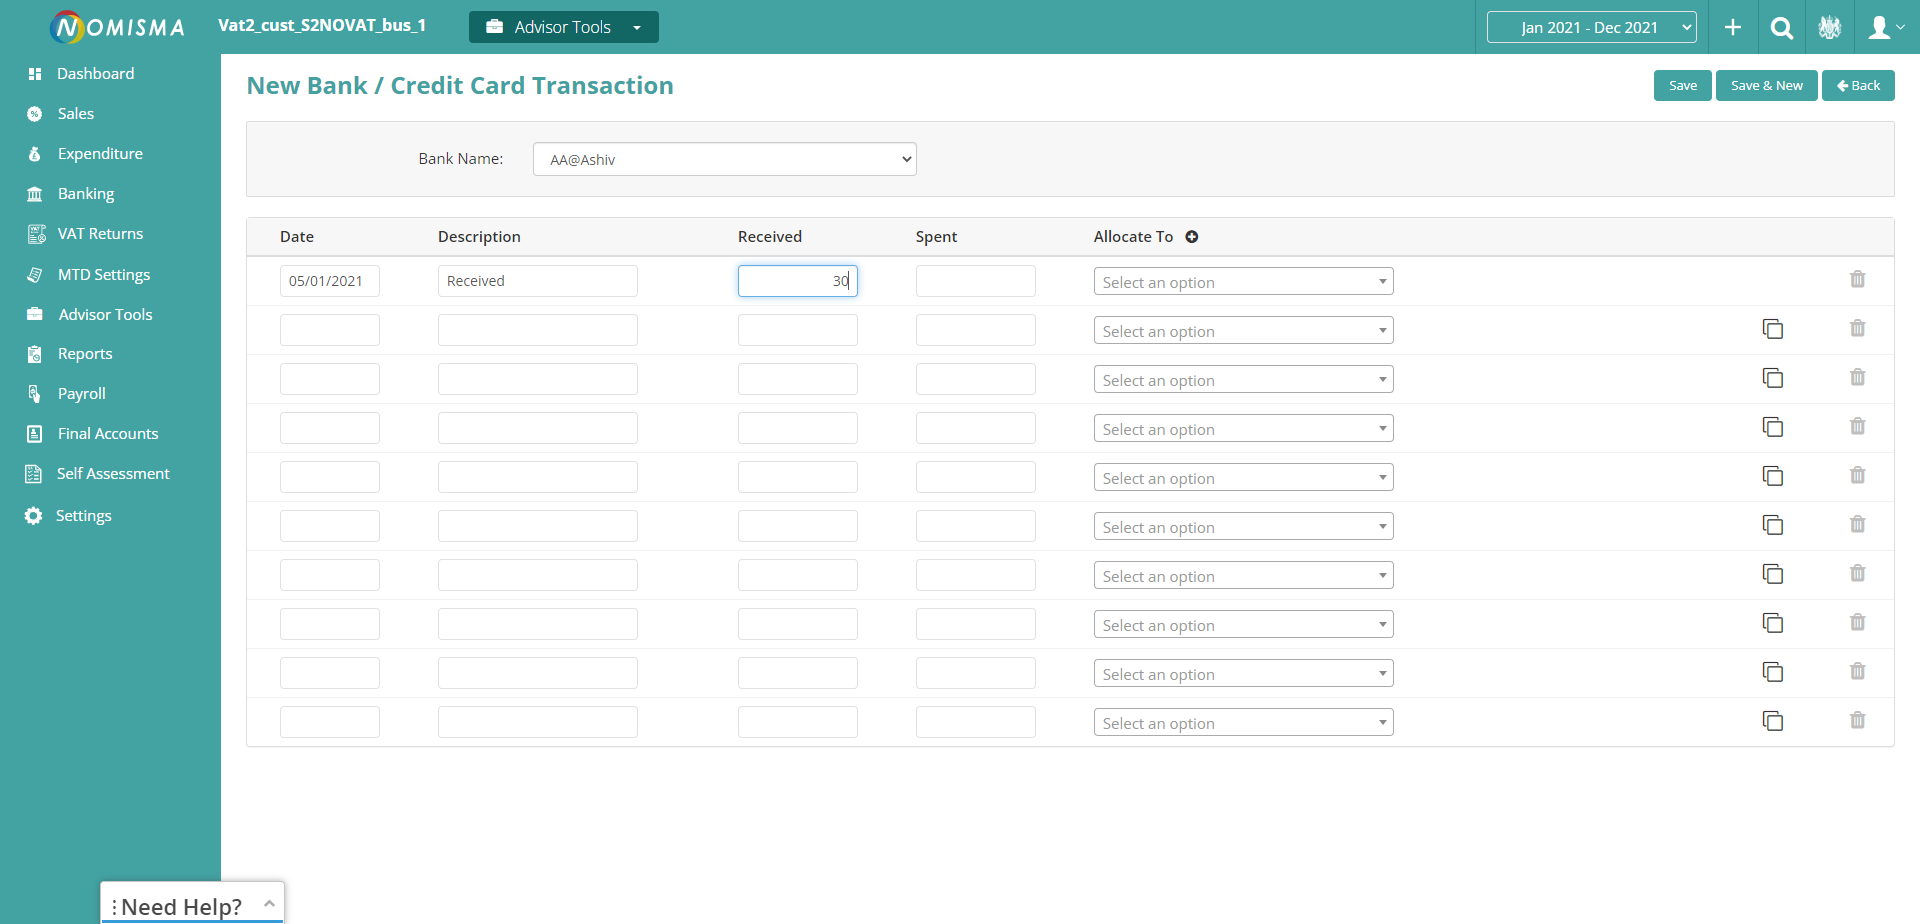 NOMISMA
Vat2_cust_S2NOVAT_bus_1
Advisor Tools
Jan 2021 - Dec 2021
Dashboard
Sales
Expenditure
Banking
VAT Returns
MTD Settings
Advisor Tools
Reports
Payroll
Final Accounts
Self Assessment
Settings
New Bank / Credit Card Transaction
Save
Save & New
Back
Bank Name:
AA@Ashiv
Date Description Received Spent Allocate To
05/01/2021 Received 30 Select an option
Select an option
Select an option
Select an option
Select an option
Select an option
Select an option
Select an option
Select an option
Select an option
Need Help?